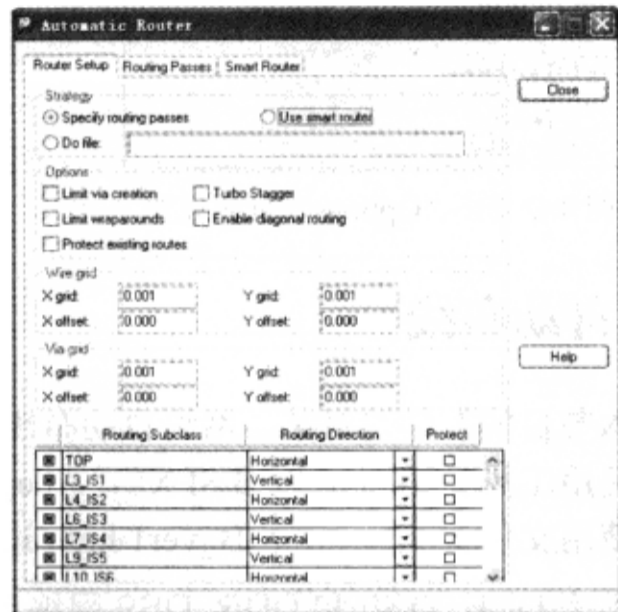 Automatic Router
Router Setup Routing Passes Smart Router
Close
Strategy
Specify routing passes Use smart router
Do file:
Options
Limit via creation Turbo Stagger
Limit wraparounds Enable diagonal routing
Protect existing routes
Wire grid
X grid: 0.001 Y grid: 0.001
X offset: 0.000 Y offset: 0.000
Via grid
Help
X grid: 0.001 Y grid: 0.001
X offset: 0.000 Y offset: 0.000
Routing Subclass Routing Direction Protect
TOP Horizontal
L3_IS1 Vertical
L4_IS2 Horizontal
L6_IS3 Vertical
L7_IS4 Horizontal
L9_IS5 Vertical
L10_IS6 Horizontal